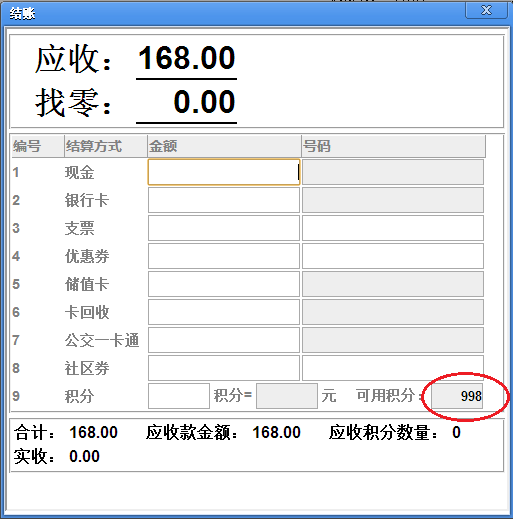 结账
应收: 168.00
找零: 0.00
编号 结算方式 金额 号码
1 现金
2 银行卡
3 支票
4 优惠券
5 储值卡
6 卡回收
7 公交一卡通
8 社区券
9 积分 积分= 元 可用积分: 998
合计: 168.00 应收款金额: 168.00 应收积分数量: 0
实收: 0.00